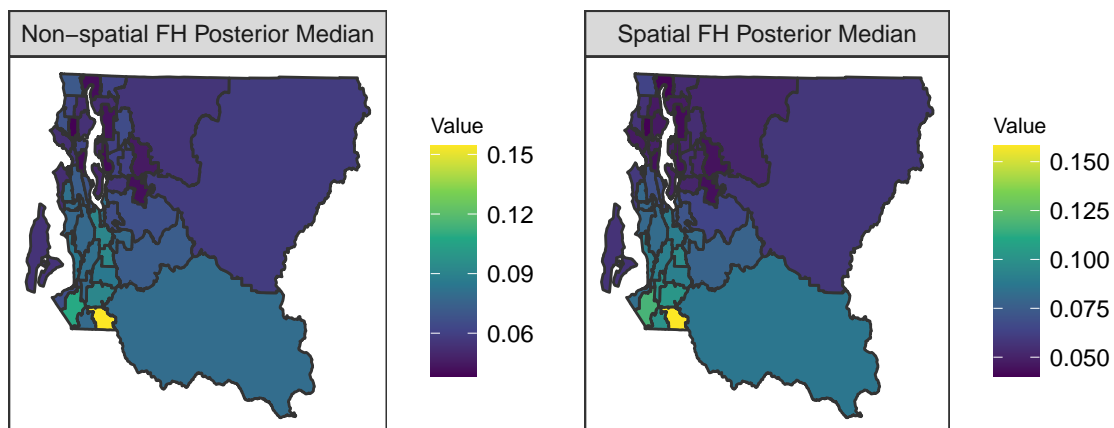 Non−spatial FH Posterior Median
Value
0.15
0.12
0.09
0.06
Spatial FH Posterior Median
Value
0.150
0.125
0.100
0.075
0.050